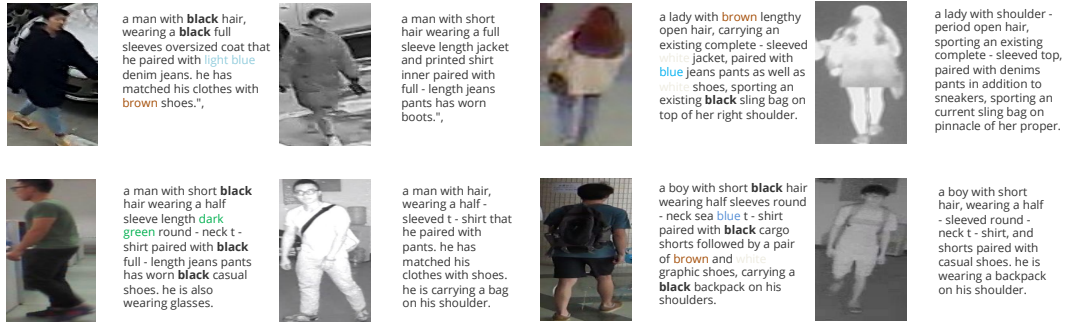 a man with black hair,
wearing a black full
sleeves oversized coat that
he paired with light blue
denim jeans. he has
matched his clothes with
brown shoes.",
a man with short
hair wearing a full
sleeve length jacket
and printed shirt
inner paired with
full - length jeans
pants has worn
boots.",
a lady with brown lengthy
open hair, carrying an
existing complete - sleeved
white jacket, paired with
blue jeans pants as well as
white shoes, sporting an
existing black sling bag on
top of her right shoulder.
a lady with shoulder -
period open hair,
sporting an existing
complete - sleeved top,
paired with denims
pants in addition to
sneakers, sporting an
current sling bag on
pinnacle of her proper.
a man with short black
hair wearing a half
sleeve length dark
green round - neck t -
shirt paired with black
full - length jeans pants
has worn black casual
shoes. he is also
wearing glasses.
a man with hair,
wearing a half -
sleeved t - shirt that
he paired with
pants. he has
matched his
clothes with shoes.
he is carrying a bag
on his shoulder.
a boy with short black hair
wearing half sleeves round
- neck sea blue t - shirt
paired with black cargo
shorts followed by a pair
of brown and white
graphic shoes, carrying a
black backpack on his
shoulders.
a boy with short
hair, wearing a half
- sleeved round -
neck t - shirt, and
shorts paired with
casual shoes. he is
wearing a backpack
on his shoulder.